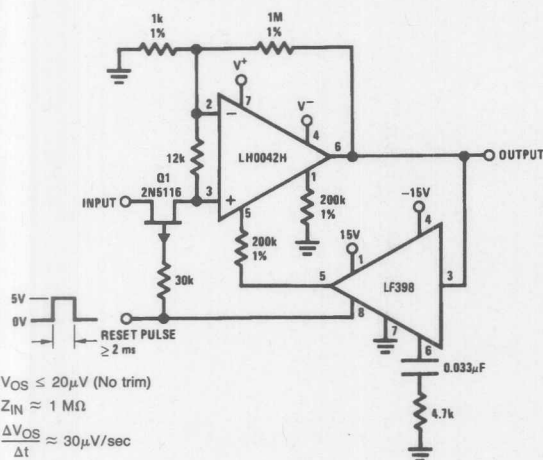 1k
1%
1M
1%
V+
7
V−
4
2
−
6
OUTPUT
12k
LH0042H
Q1
2N5116
1
−15V
INPUT
3
+
5
200k
1%
4
200k
1%
15V
1
30k
5
LF398
3
5V
0V
8
7
6
RESET PULSE
≥ 2 ms
0.033μF
VOS ≤ 20μV (No trim)
ZIN ≈ 1 MΩ
4.7k
ΔVOS
Δt
≈ 30μV/sec